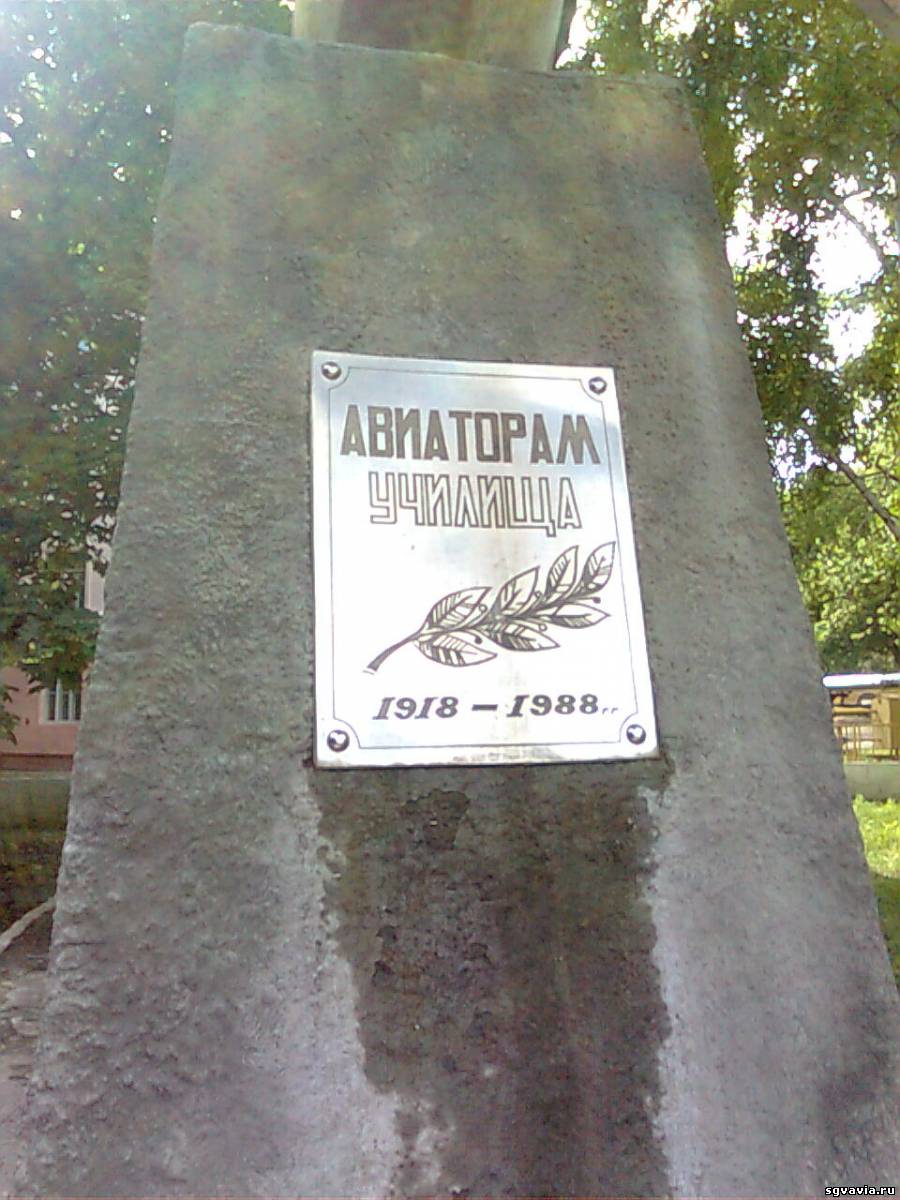 АВИАТОРАМ
УЧИЛИЩА
1918 – 1988 гг
sgvavia.ru